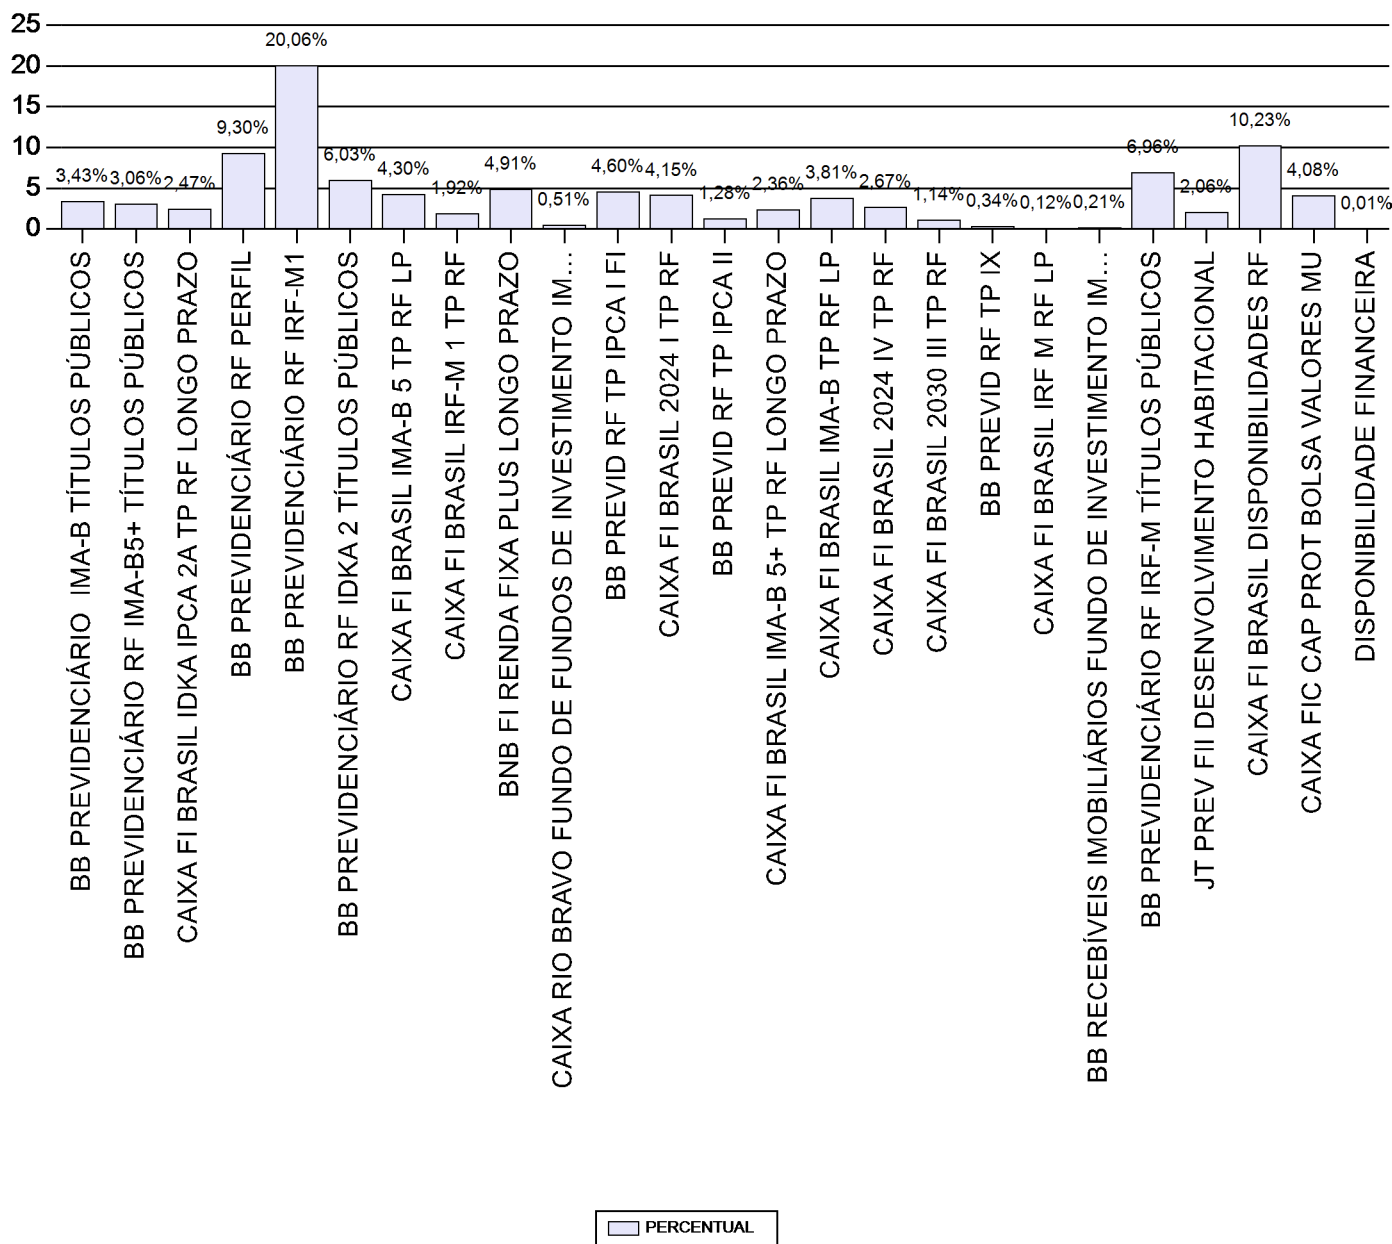 25
20
15
10
5
0
3,43%
3,06%
2,47%
9,30%
20,06%
6,03%
4,30%
1,92%
4,91%
0,51%
4,60%
4,15%
1,28%
2,36%
3,81%
2,67%
1,14%
0,34%
0,12%
0,21%
6,96%
2,06%
10,23%
4,08%
0,01%
BB PREVIDENCIÁRIO  IMA-B TÍTULOS PÚBLICOS
BB PREVIDENCIÁRIO RF IMA-B5+ TÍTULOS PÚBLICOS
CAIXA FI BRASIL IDKA IPCA 2A TP RF LONGO PRAZO
BB PREVIDENCIÁRIO RF PERFIL
BB PREVIDENCIÁRIO RF IRF-M1
BB PREVIDENCIÁRIO RF IDKA 2 TÍTULOS PÚBLICOS
CAIXA FI BRASIL IMA-B 5 TP RF LP
CAIXA FI BRASIL IRF-M 1 TP RF
BNB FI RENDA FIXA PLUS LONGO PRAZO
CAIXA RIO BRAVO FUNDO DE FUNDOS DE INVESTIMENTO IM...
BB PREVID RF TP IPCA I FI
CAIXA FI BRASIL 2024 I TP RF
BB PREVID RF TP IPCA II
CAIXA FI BRASIL IMA-B 5+ TP RF LONGO PRAZO
CAIXA FI BRASIL IMA-B TP RF LP
CAIXA FI BRASIL 2024 IV TP RF
CAIXA FI BRASIL 2030 III TP RF
BB PREVID RF TP IX
CAIXA FI BRASIL IRF M RF LP
BB RECEBÍVEIS IMOBILIÁRIOS FUNDO DE INVESTIMENTO IM...
BB PREVIDENCIÁRIO RF IRF-M TÍTULOS PÚBLICOS
JT PREV FII DESENVOLVIMENTO HABITACIONAL
CAIXA FI BRASIL DISPONIBILIDADES RF
CAIXA FIC CAP PROT BOLSA VALORES MU
DISPONIBILIDADE FINANCEIRA
PERCENTUAL